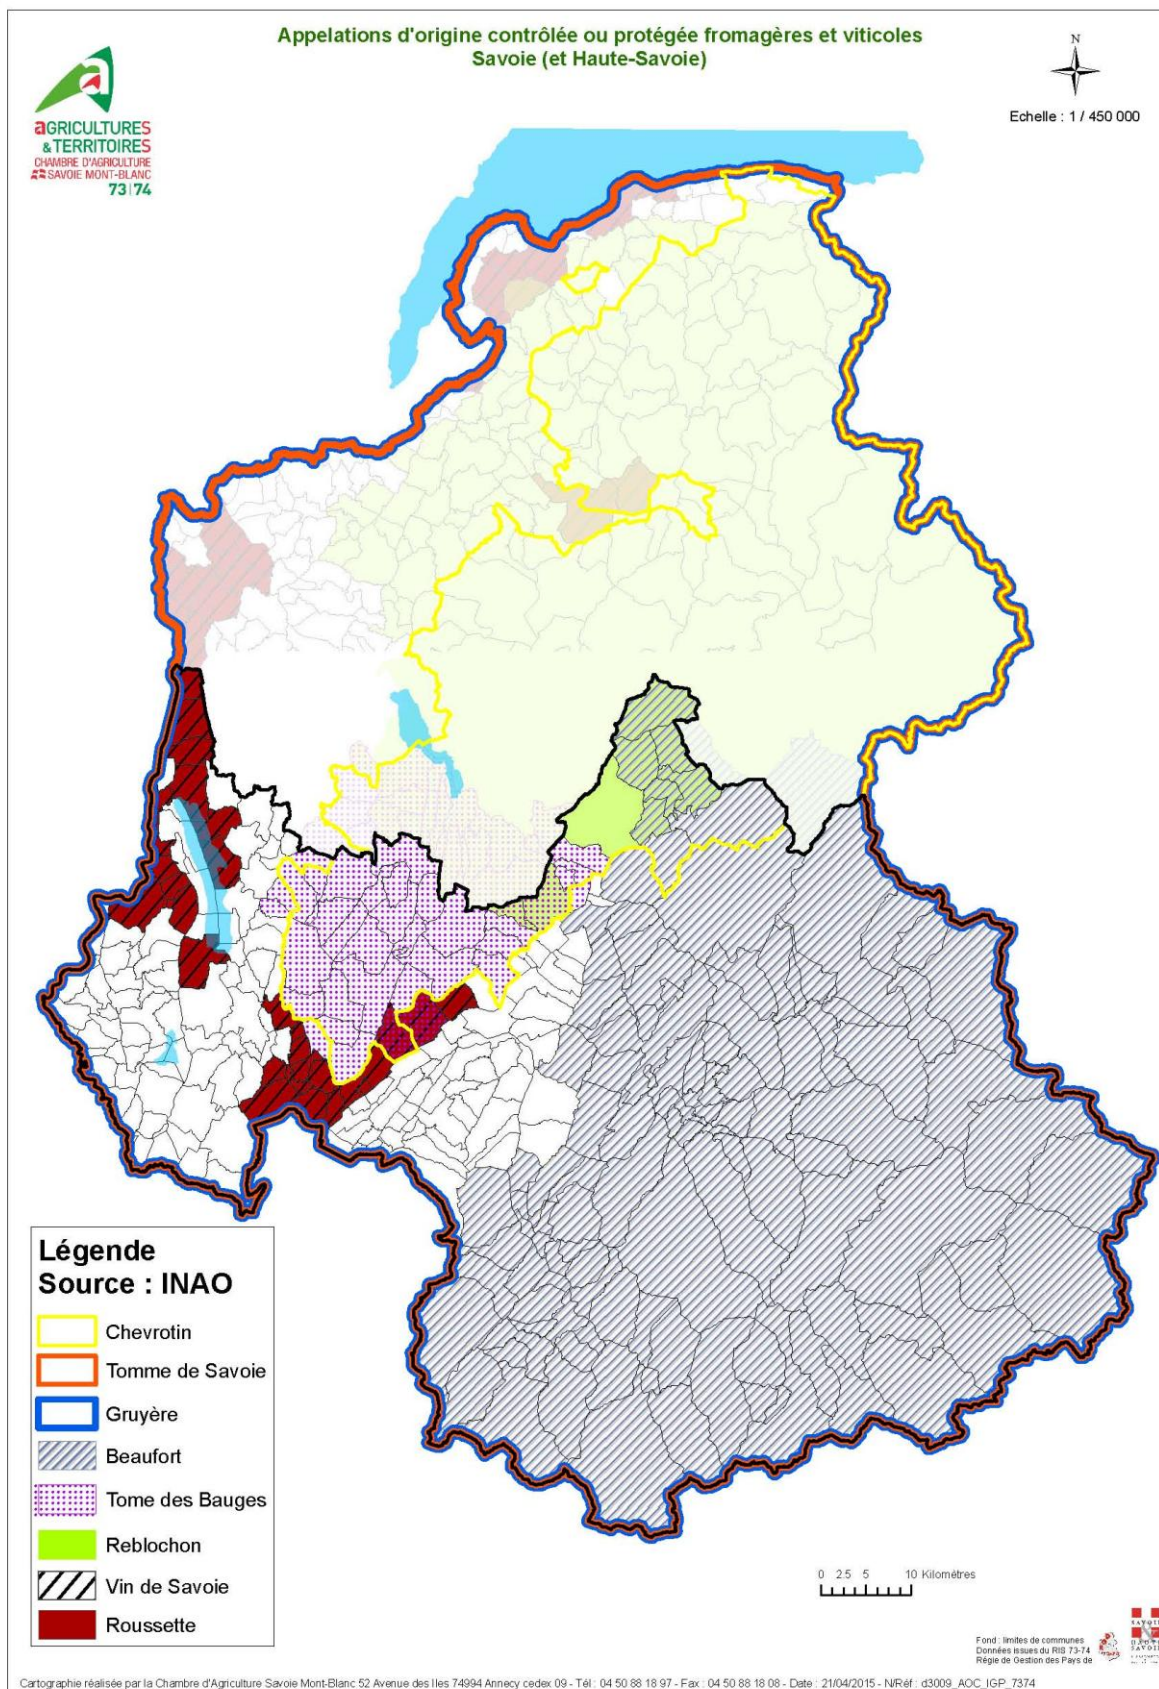 Appelations d'origine contrôlée ou protégée fromagères et viticoles
Savoie (et Haute-Savoie)
N
Echelle : 1 / 450 000
a
aGRICULTURES
& TERRITOIRES
CHAMBRE D'AGRICULTURE
SAVOIE MONT-BLANC
73|74
Légende
Source : INAO
Chevrotin
Tomme de Savoie
Gruyère
Beaufort
Tome des Bauges
Reblochon
Vin de Savoie
Roussette
0 2.5 5 10 Kilomètres
Fond : limites de communes
Données issues du RIS 73-74
Régie de Gestion des Pays de
SAVOIE
HAUTE
SAVOIE
Cartographie réalisée par la Chambre d'Agriculture Savoie Mont-Blanc 52 Avenue des Iles 74994 Annecy cedex 09 - Tél : 04 50 88 18 97 - Fax : 04 50 88 18 08 - Date : 21/04/2015 - N/Réf : d3009_AOC_IGP_7374